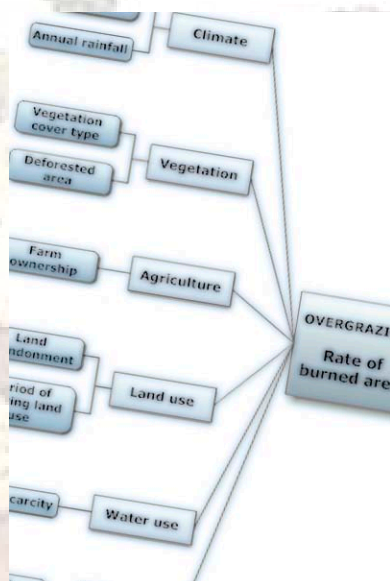 Annual rainfall
Climate
Vegetation
cover type
Deforested
area
Vegetation
Farm
ownership
Agriculture
Land
Land use
use
Water use
OVERGRAZI
Rate of
burned are